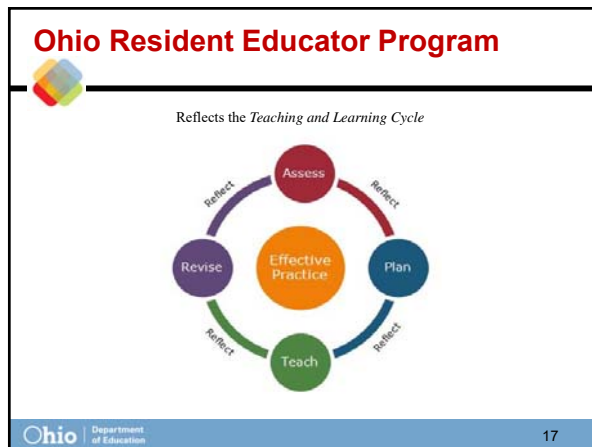 Ohio Resident Educator Program
Reflects the Teaching and Learning Cycle
Assess
Reflect
Reflect
Revise
Effective
Practice
Plan
Reflect
Reflect
Teach
Ohio
Department
of Education
17